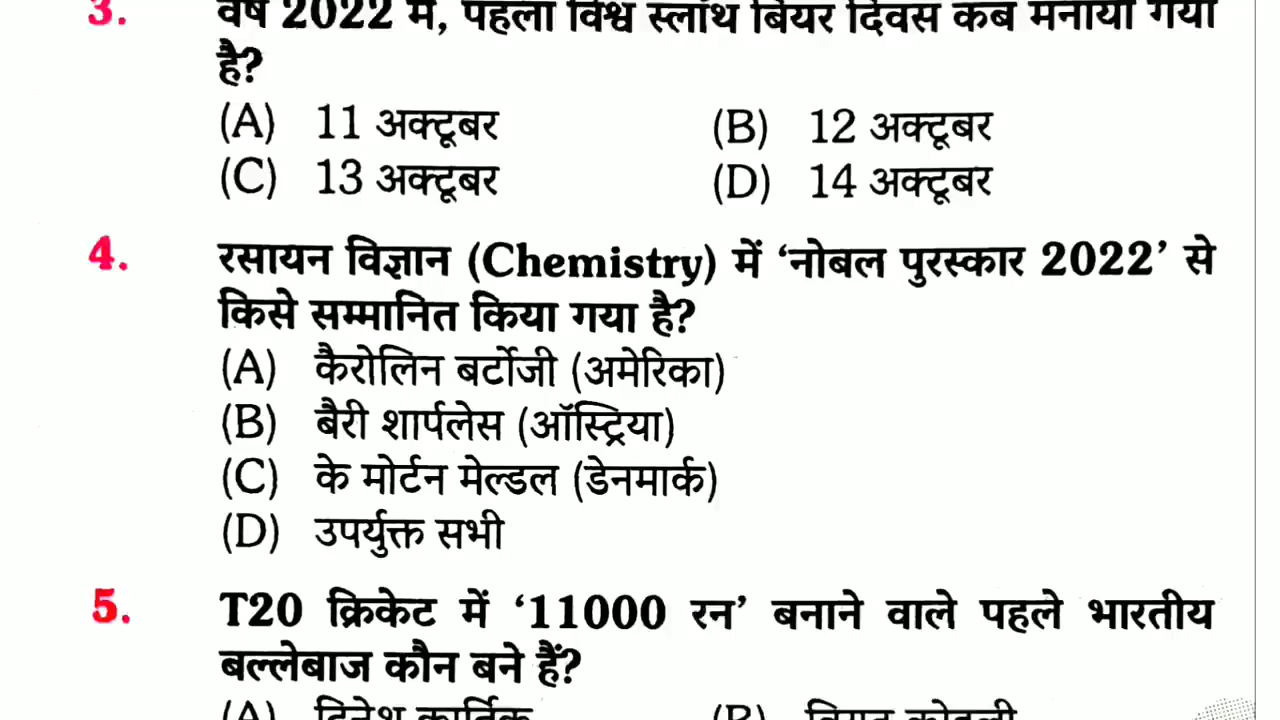 3. वर्ष 2022 में, पहला विश्व स्लॉथ बियर दिवस कब मनाया गया
है?
(A) 11 अक्टूबर (B) 12 अक्टूबर
(C) 13 अक्टूबर (D) 14 अक्टूबर
4. रसायन विज्ञान (Chemistry) में ‘नोबल पुरस्कार 2022’ से
किसे सम्मानित किया गया है?
(A) कैरोलिन बर्टोजी (अमेरिका)
(B) बैरी शार्पलेस (ऑस्ट्रिया)
(C) के मोर्टन मेल्डल (डेनमार्क)
(D) उपर्युक्त सभी
5. T20 क्रिकेट में ‘11000 रन’ बनाने वाले पहले भारतीय
बल्लेबाज कौन बने हैं?
(A) दिनेश कार्तिक (B) विराट कोहली